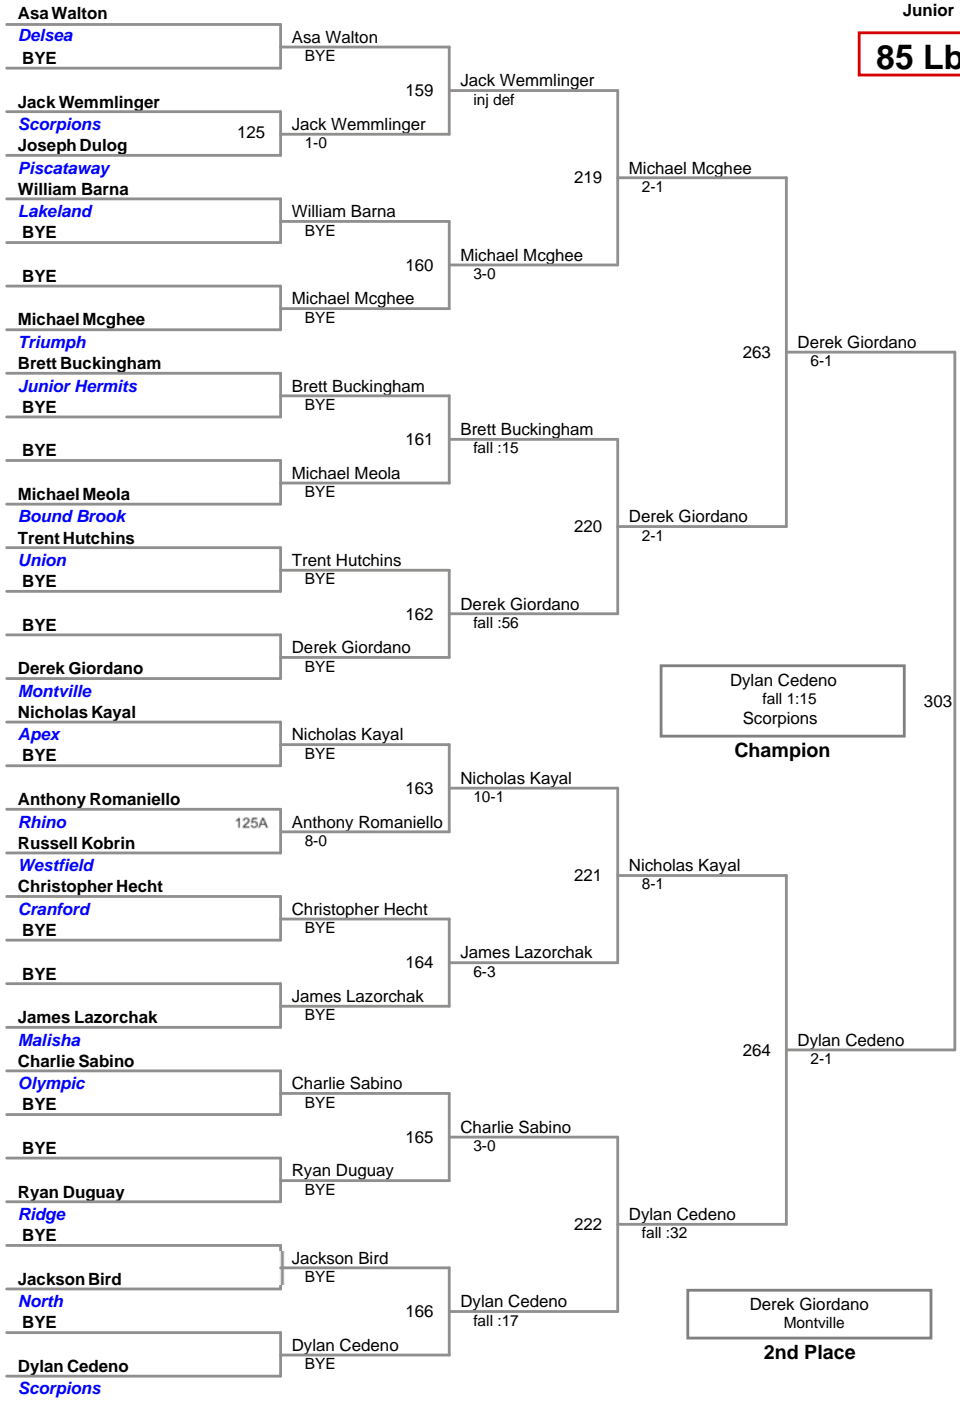 Junior
85 Lb
Asa Walton
Delsea
BYE
Jack Wemmlinger
Scorpions
125
Joseph Dulog
Piscataway
William Barna
Lakeland
BYE
BYE
Michael Mcghee
Triumph
Brett Buckingham
Junior Hermits
BYE
BYE
Michael Meola
Bound Brook
Trent Hutchins
Union
BYE
BYE
Derek Giordano
Montville
Nicholas Kayal
Apex
BYE
Anthony Romaniello
Rhino
125A
Russell Kobrin
Westfield
Christopher Hecht
Cranford
BYE
BYE
James Lazorchak
Malisha
Charlie Sabino
Olympic
BYE
BYE
Ryan Duguay
Ridge
BYE
Jackson Bird
North
BYE
Dylan Cedeno
Scorpions
Asa Walton
BYE
159
Jack Wemmlinger
1-0
William Barna
BYE
160
Michael Mcghee
BYE
Brett Buckingham
BYE
161
Michael Meola
BYE
Trent Hutchins
BYE
162
Derek Giordano
BYE
Nicholas Kayal
BYE
163
Anthony Romaniello
8-0
Christopher Hecht
BYE
164
James Lazorchak
BYE
Charlie Sabino
BYE
165
Ryan Duguay
BYE
Jackson Bird
BYE
166
Dylan Cedeno
BYE
Jack Wemmlinger
inj def
219
Michael Mcghee
3-0
Brett Buckingham
fall :15
220
Derek Giordano
fall :56
Nicholas Kayal
10-1
221
James Lazorchak
6-3
Charlie Sabino
3-0
222
Dylan Cedeno
fall :17
Michael Mcghee
2-1
263
Derek Giordano
2-1
Nicholas Kayal
8-1
264
Dylan Cedeno
fall :32
Derek Giordano
6-1
303
Dylan Cedeno
2-1
Dylan Cedeno
fall 1:15
Scorpions
Champion
Derek Giordano
Montville
2nd Place